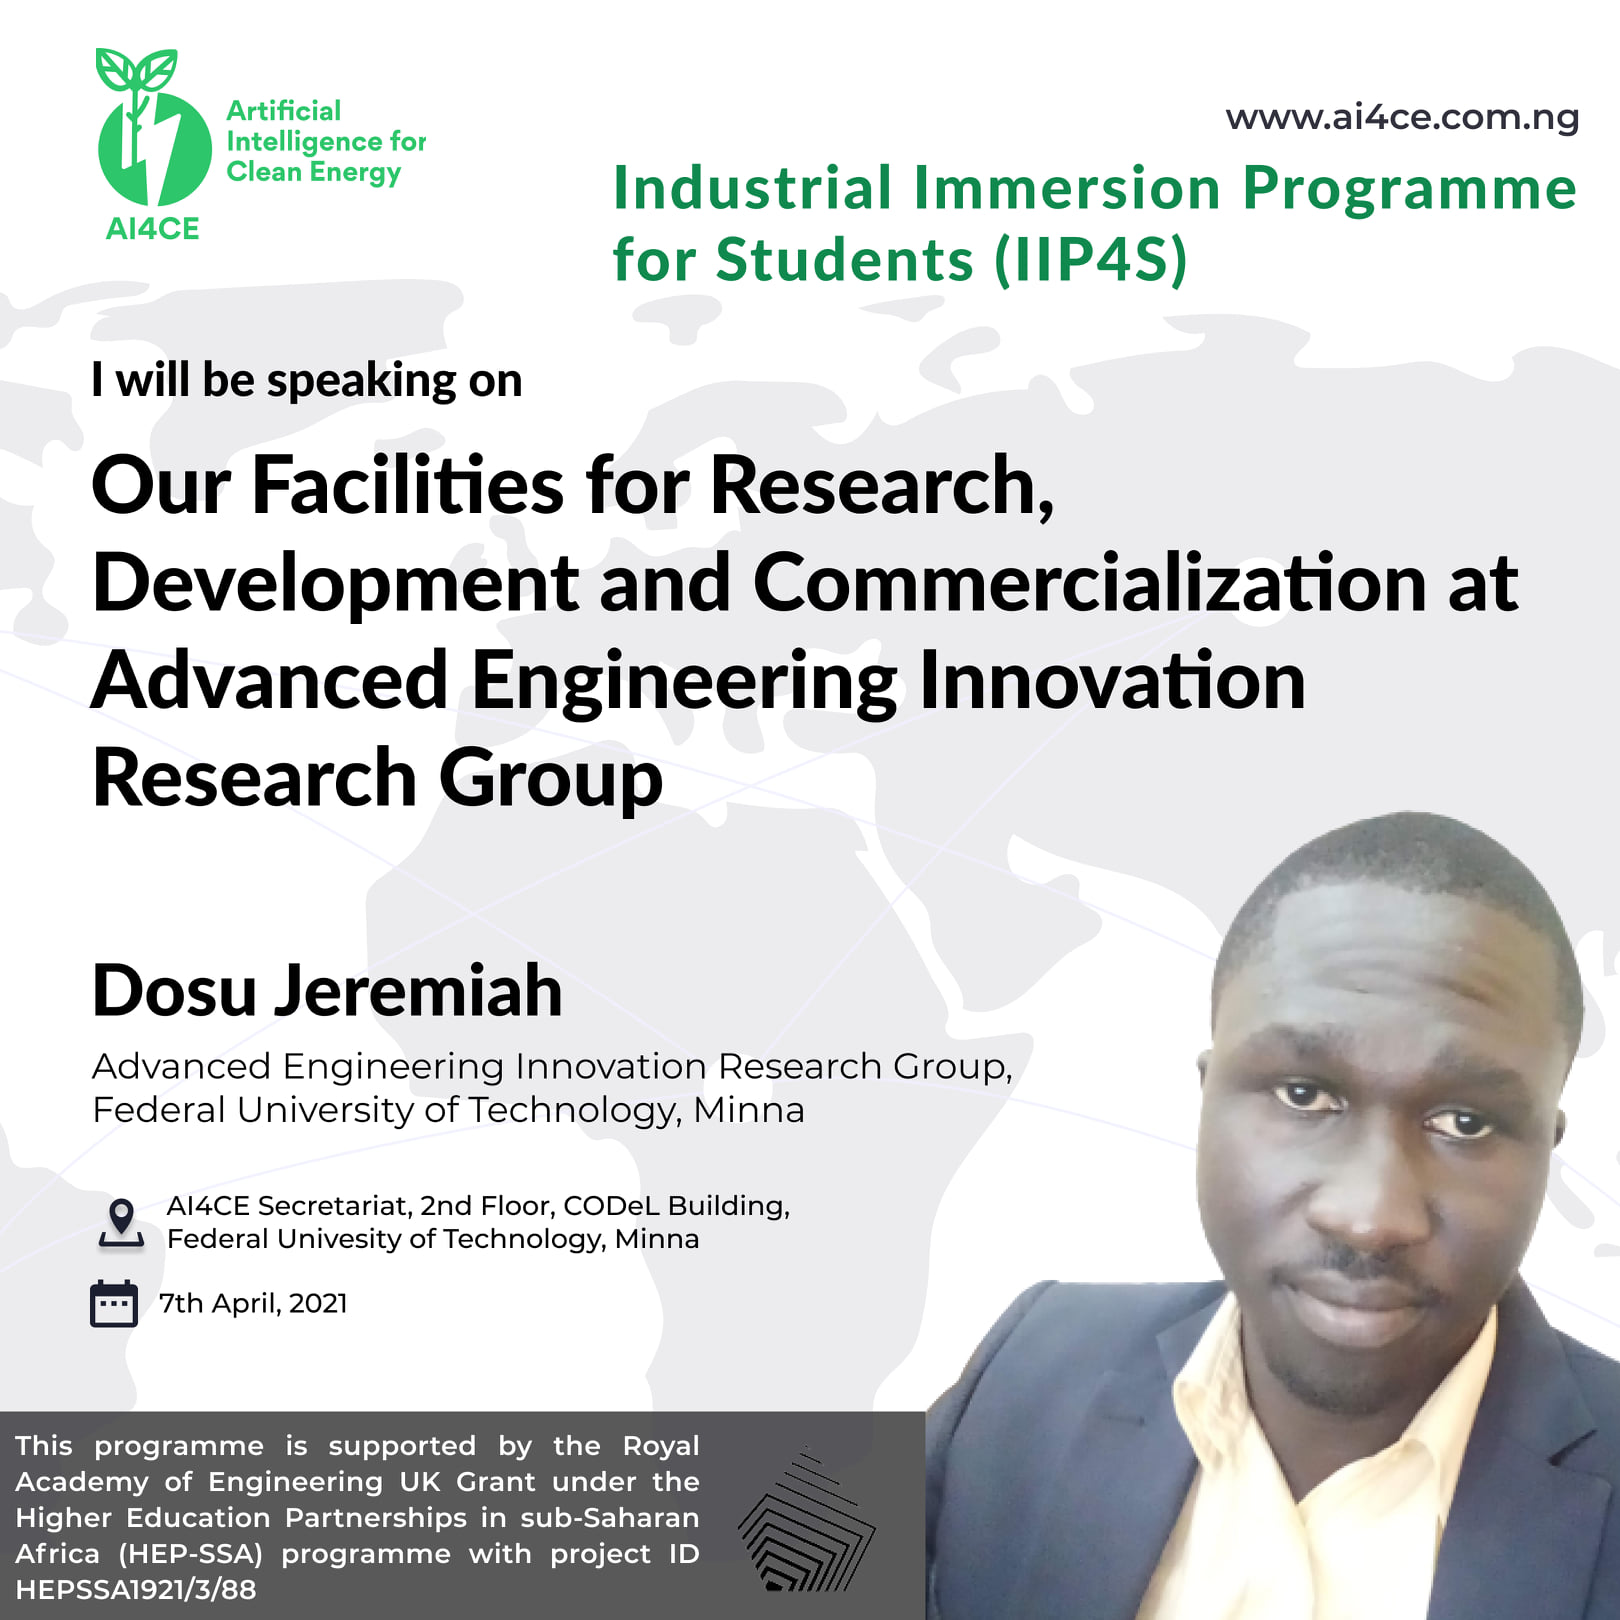 Artificial
Intelligence for
Clean Energy
AI4CE
www.ai4ce.com.ng
Industrial Immersion Programme
for Students (IIP4S)
I will be speaking on
Our Facilities for Research,
Development and Commercialization at
Advanced Engineering Innovation
Research Group
Dosu Jeremiah
Advanced Engineering Innovation Research Group,
Federal University of Technology, Minna
AI4CE Secretariat, 2nd Floor, CODeL Building,
Federal Univesity of Technology, Minna
7th April, 2021
This programme is supported by the Royal
Academy of Engineering UK Grant under the
Higher Education Partnerships in sub-Saharan
Africa (HEP-SSA) programme with project ID
HEPSSA1921/3/88